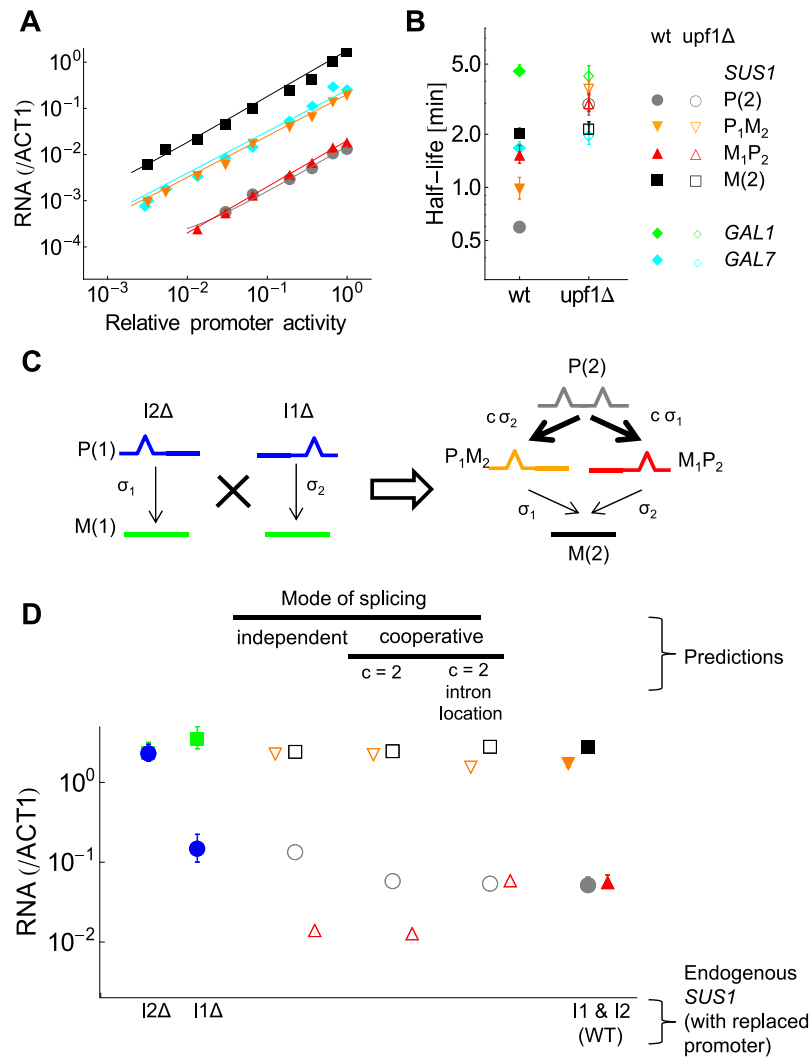 A
RNA (/ACT1)
10^0
10^-1
10^-2
10^-3
10^-4
10^-3 10^-2 10^-1 10^0
Relative promoter activity
B
Half-life [min]
5.0
2.0
1.0
0.5
wt upf1Δ
wt upf1Δ
SUS1
P(2)
P1M2
M1P2
M(2)
GAL1
GAL7
C
I2Δ I1Δ
P(1)
σ1 σ2
M(1)
P(2)
c σ2 c σ1
P1M2 M1P2
σ1 σ2
M(2)
D
Mode of splicing
independent cooperative
c = 2 c = 2
intron
location
Predictions
RNA (/ACT1)
10^0
10^-1
10^-2
I2Δ I1Δ I1 & I2
(WT)
Endogenous
SUS1
(with replaced
promoter)